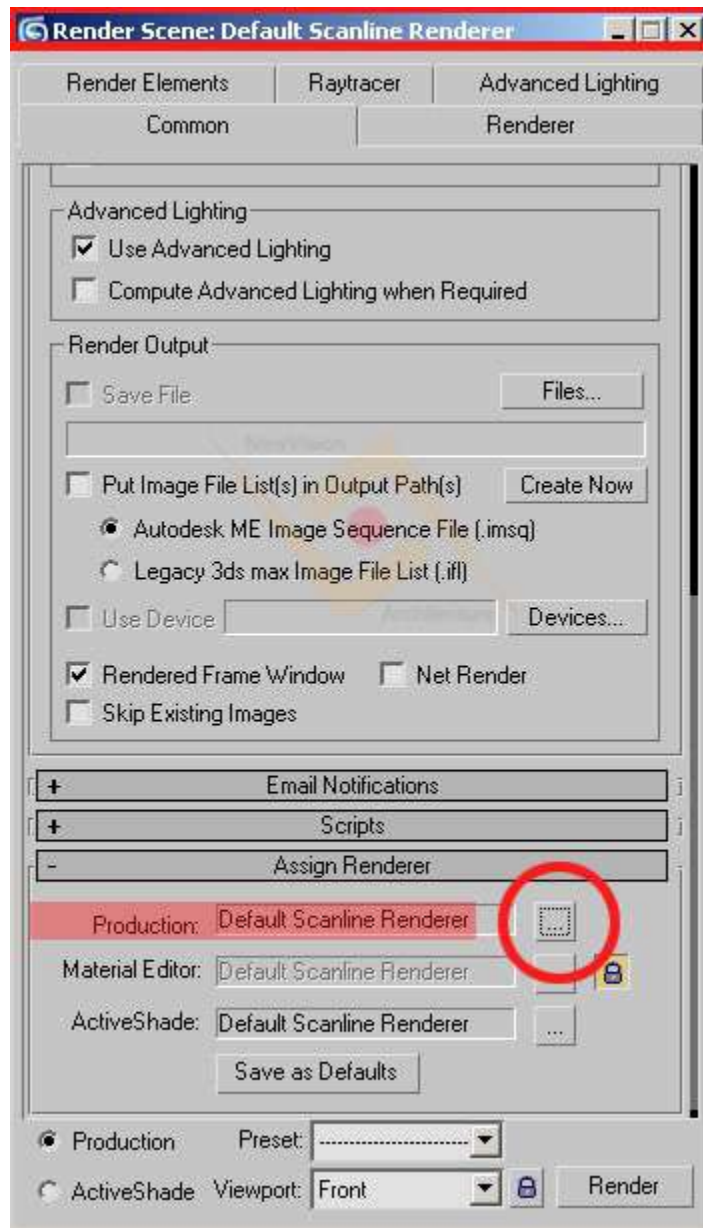 Render Scene: Default Scanline Renderer
Render Elements Raytracer Advanced Lighting
Common Renderer
Advanced Lighting
Use Advanced Lighting
Compute Advanced Lighting when Required
Render Output
Save File Files...
Put Image File List(s) in Output Path(s) Create Now
Autodesk ME Image Sequence File (.imsq)
Legacy 3ds max Image File List (.ifl)
Use Device Devices...
Rendered Frame Window Net Render
Skip Existing Images
+ Email Notifications
+ Scripts
- Assign Renderer
Production: Default Scanline Renderer ...
Material Editor: Default Scanline Renderer
ActiveShade: Default Scanline Renderer ...
Save as Defaults
Production Preset: --------------------
ActiveShade Viewport: Front Render